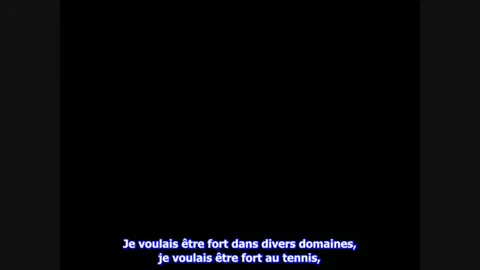 Je voulais être fort dans divers domaines,
je voulais être fort au tennis,